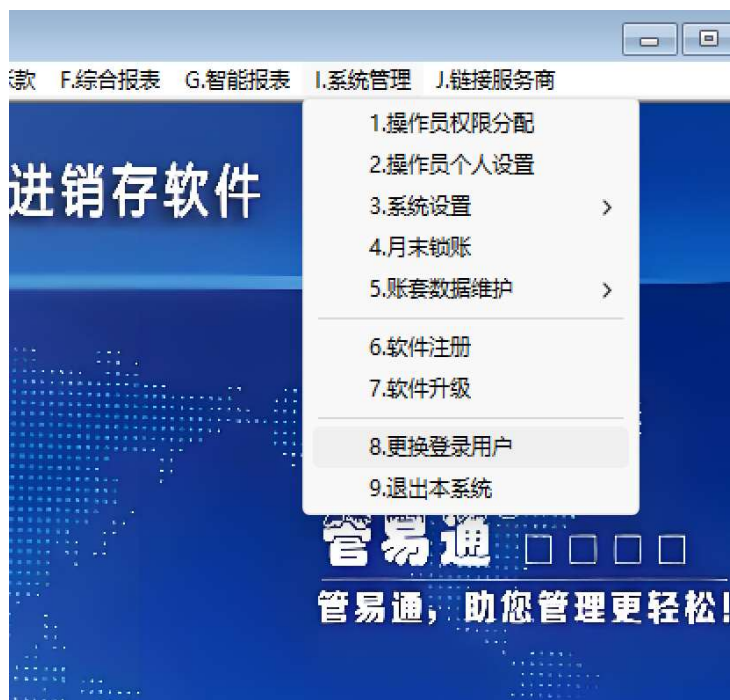 款 F.综合报表 G.智能报表 I.系统管理 J.链接服务商
1.操作员权限分配
2.操作员个人设置
3.系统设置
4.月末锁账
5.账套数据维护
6.软件注册
7.软件升级
8.更换登录用户
9.退出本系统
进销存软件
管易通
管易通，助您管理更轻松!